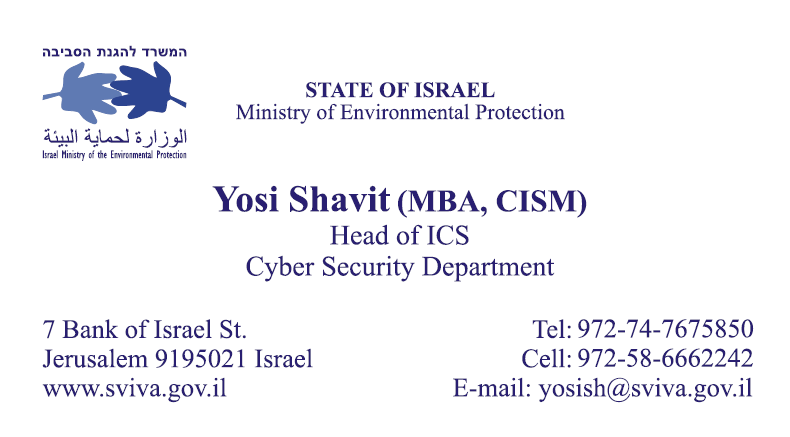 המשרד להגנת הסביבה
الوزارة لحماية البيئة
Israel Ministry of the Environmental Protection
STATE OF ISRAEL
Ministry of Environmental Protection
Yosi Shavit (MBA, CISM)
Head of ICS
Cyber Security Department
7 Bank of Israel St.
Jerusalem 9195021 Israel
www.sviva.gov.il
Tel: 972-74-7675850
Cell: 972-58-6662242
E-mail: yosish@sviva.gov.il